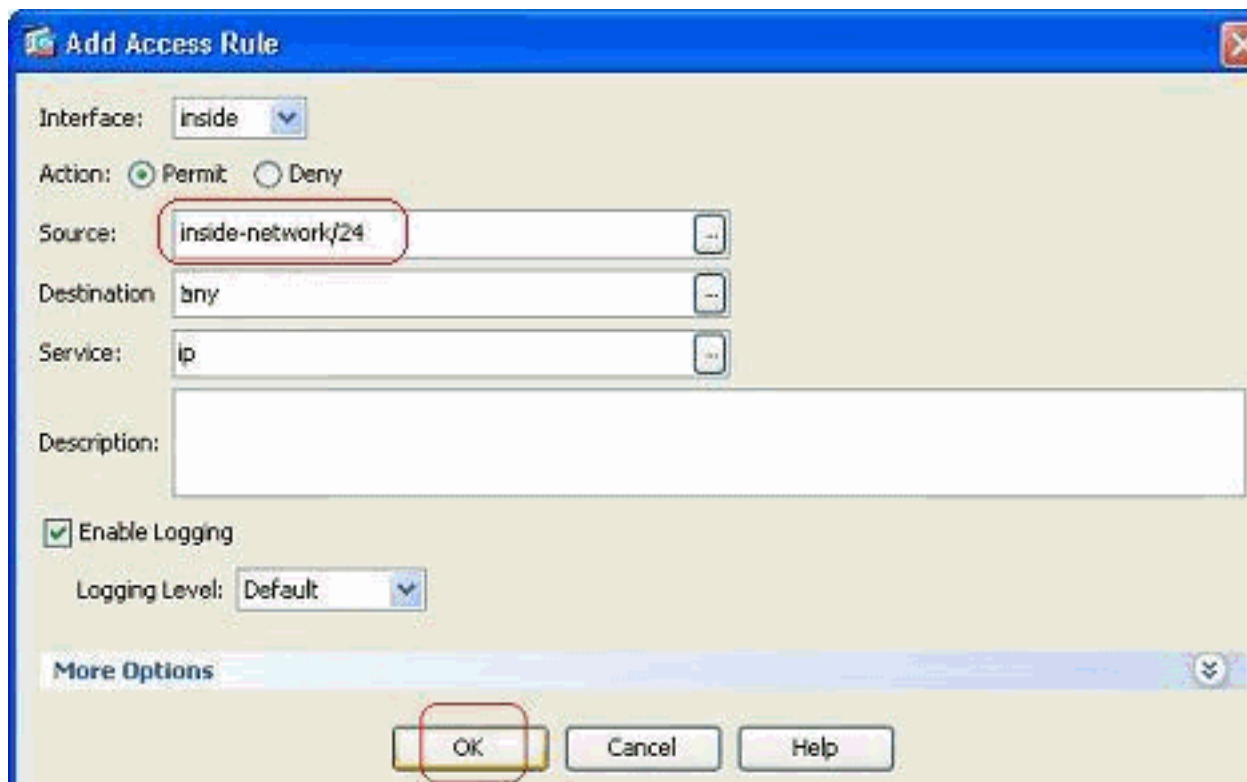 Add Access Rule
Interface: inside
Action: Permit Deny
Source: inside-network/24 ...
Destination any ...
Service: ip ...
Description:
Enable Logging
Logging Level: Default
More Options
OK Cancel Help